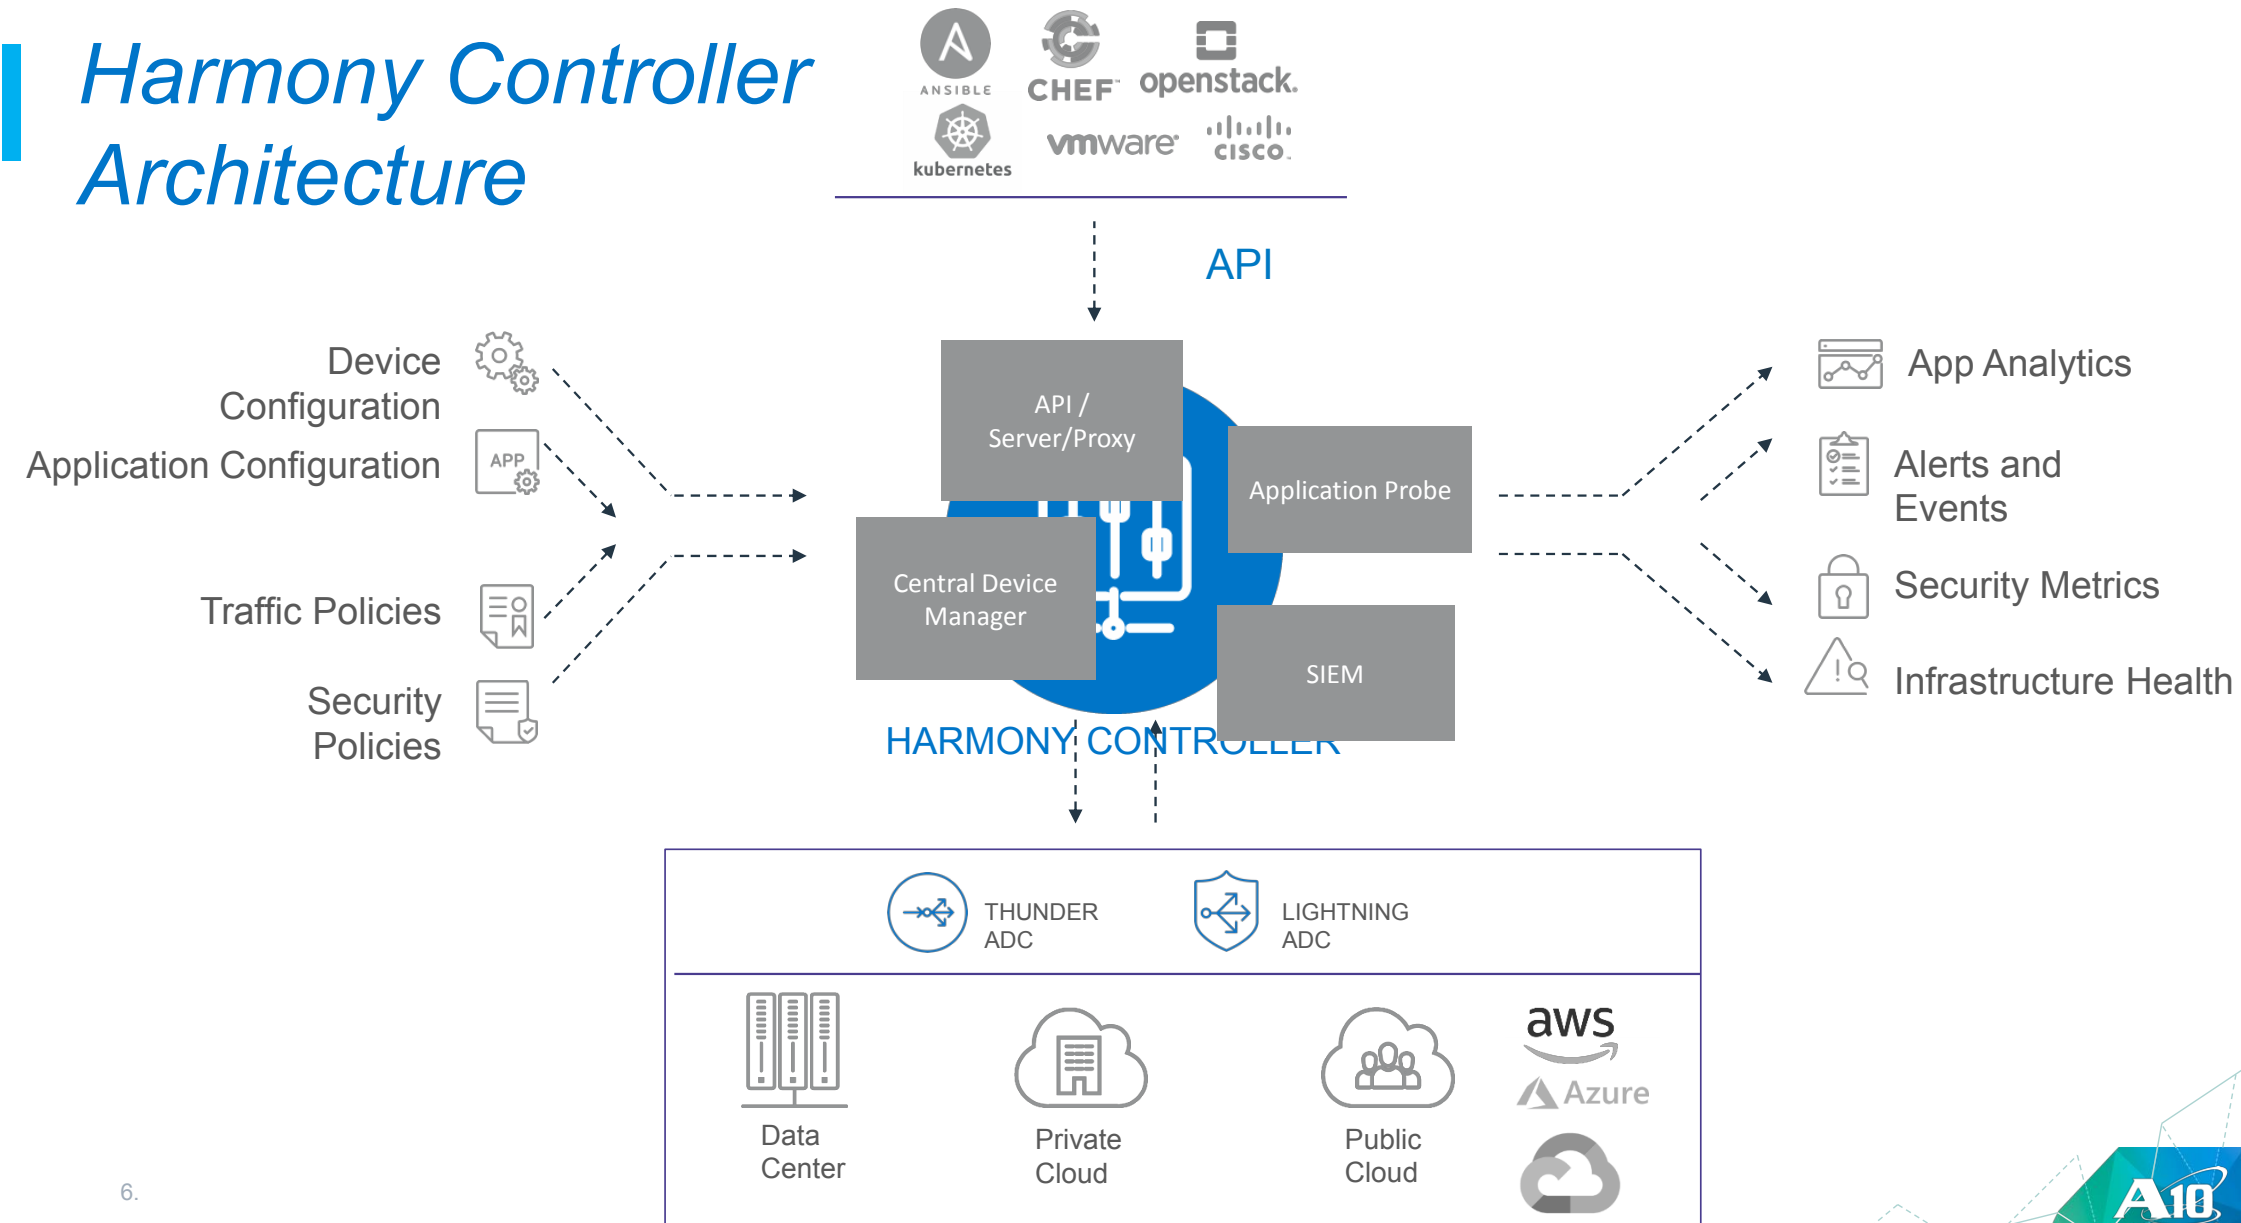 Harmony Controller
Architecture
ANSIBLE
CHEF™
openstack.
kubernetes
vmware®
cisco.
API
Device
Configuration
Application Configuration
APP
Traffic Policies
Security
Policies
API /
Server/Proxy
Application Probe
Central Device
Manager
SIEM
HARMONY CONTROLLER
App Analytics
Alerts and
Events
Security Metrics
Infrastructure Health
THUNDER
ADC
LIGHTNING
ADC
Data
Center
Private
Cloud
Public
Cloud
aws
Azure
6.
A10